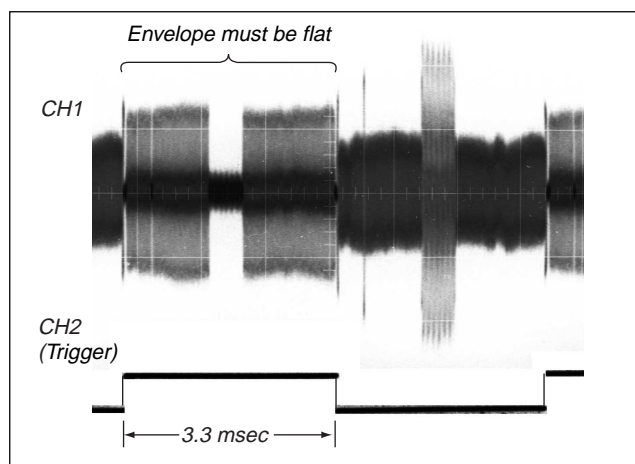 Envelope must be flat
CH1
CH2
(Trigger)
3.3 msec